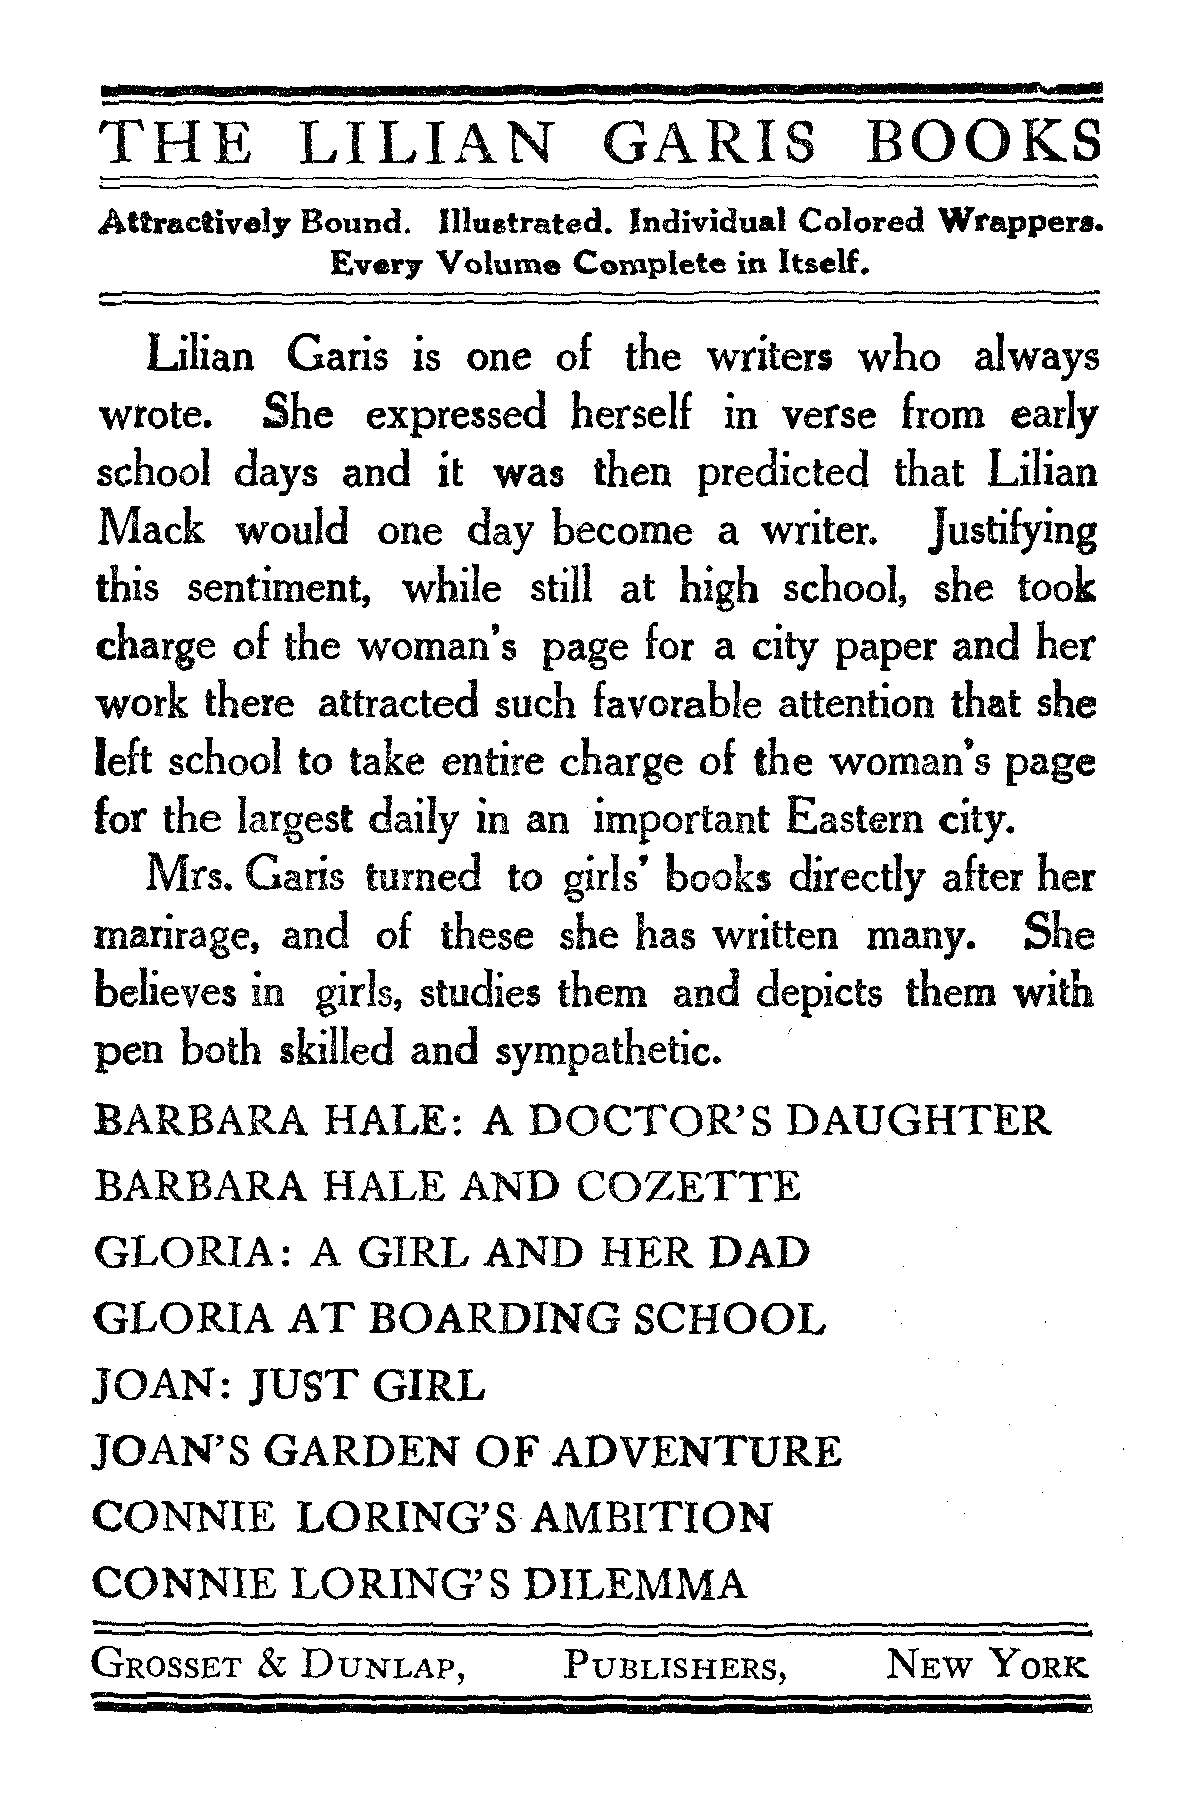 THE LILIAN GARIS BOOKS
Attractively Bound. Illustrated. Individual Colored Wrappers.
Every Volume Complete in Itself.
Lilian Garis is one of the writers who always
wrote. She expressed herself in verse from early
school days and it was then predicted that Lilian
Mack would one day become a writer. Justifying
this sentiment, while still at high school, she took
charge of the woman's page for a city paper and her
work there attracted such favorable attention that she
left school to take entire charge of the woman's page
for the largest daily in an important Eastern city.
Mrs. Garis turned to girls' books directly after her
marirage, and of these she has written many. She
believes in girls, studies them and depicts them with
pen both skilled and sympathetic.
BARBARA HALE: A DOCTOR'S DAUGHTER
BARBARA HALE AND COZETTE
GLORIA: A GIRL AND HER DAD
GLORIA AT BOARDING SCHOOL
JOAN: JUST GIRL
JOAN'S GARDEN OF ADVENTURE
CONNIE LORING'S AMBITION
CONNIE LORING'S DILEMMA
GROSSET & DUNLAP, PUBLISHERS, NEW YORK